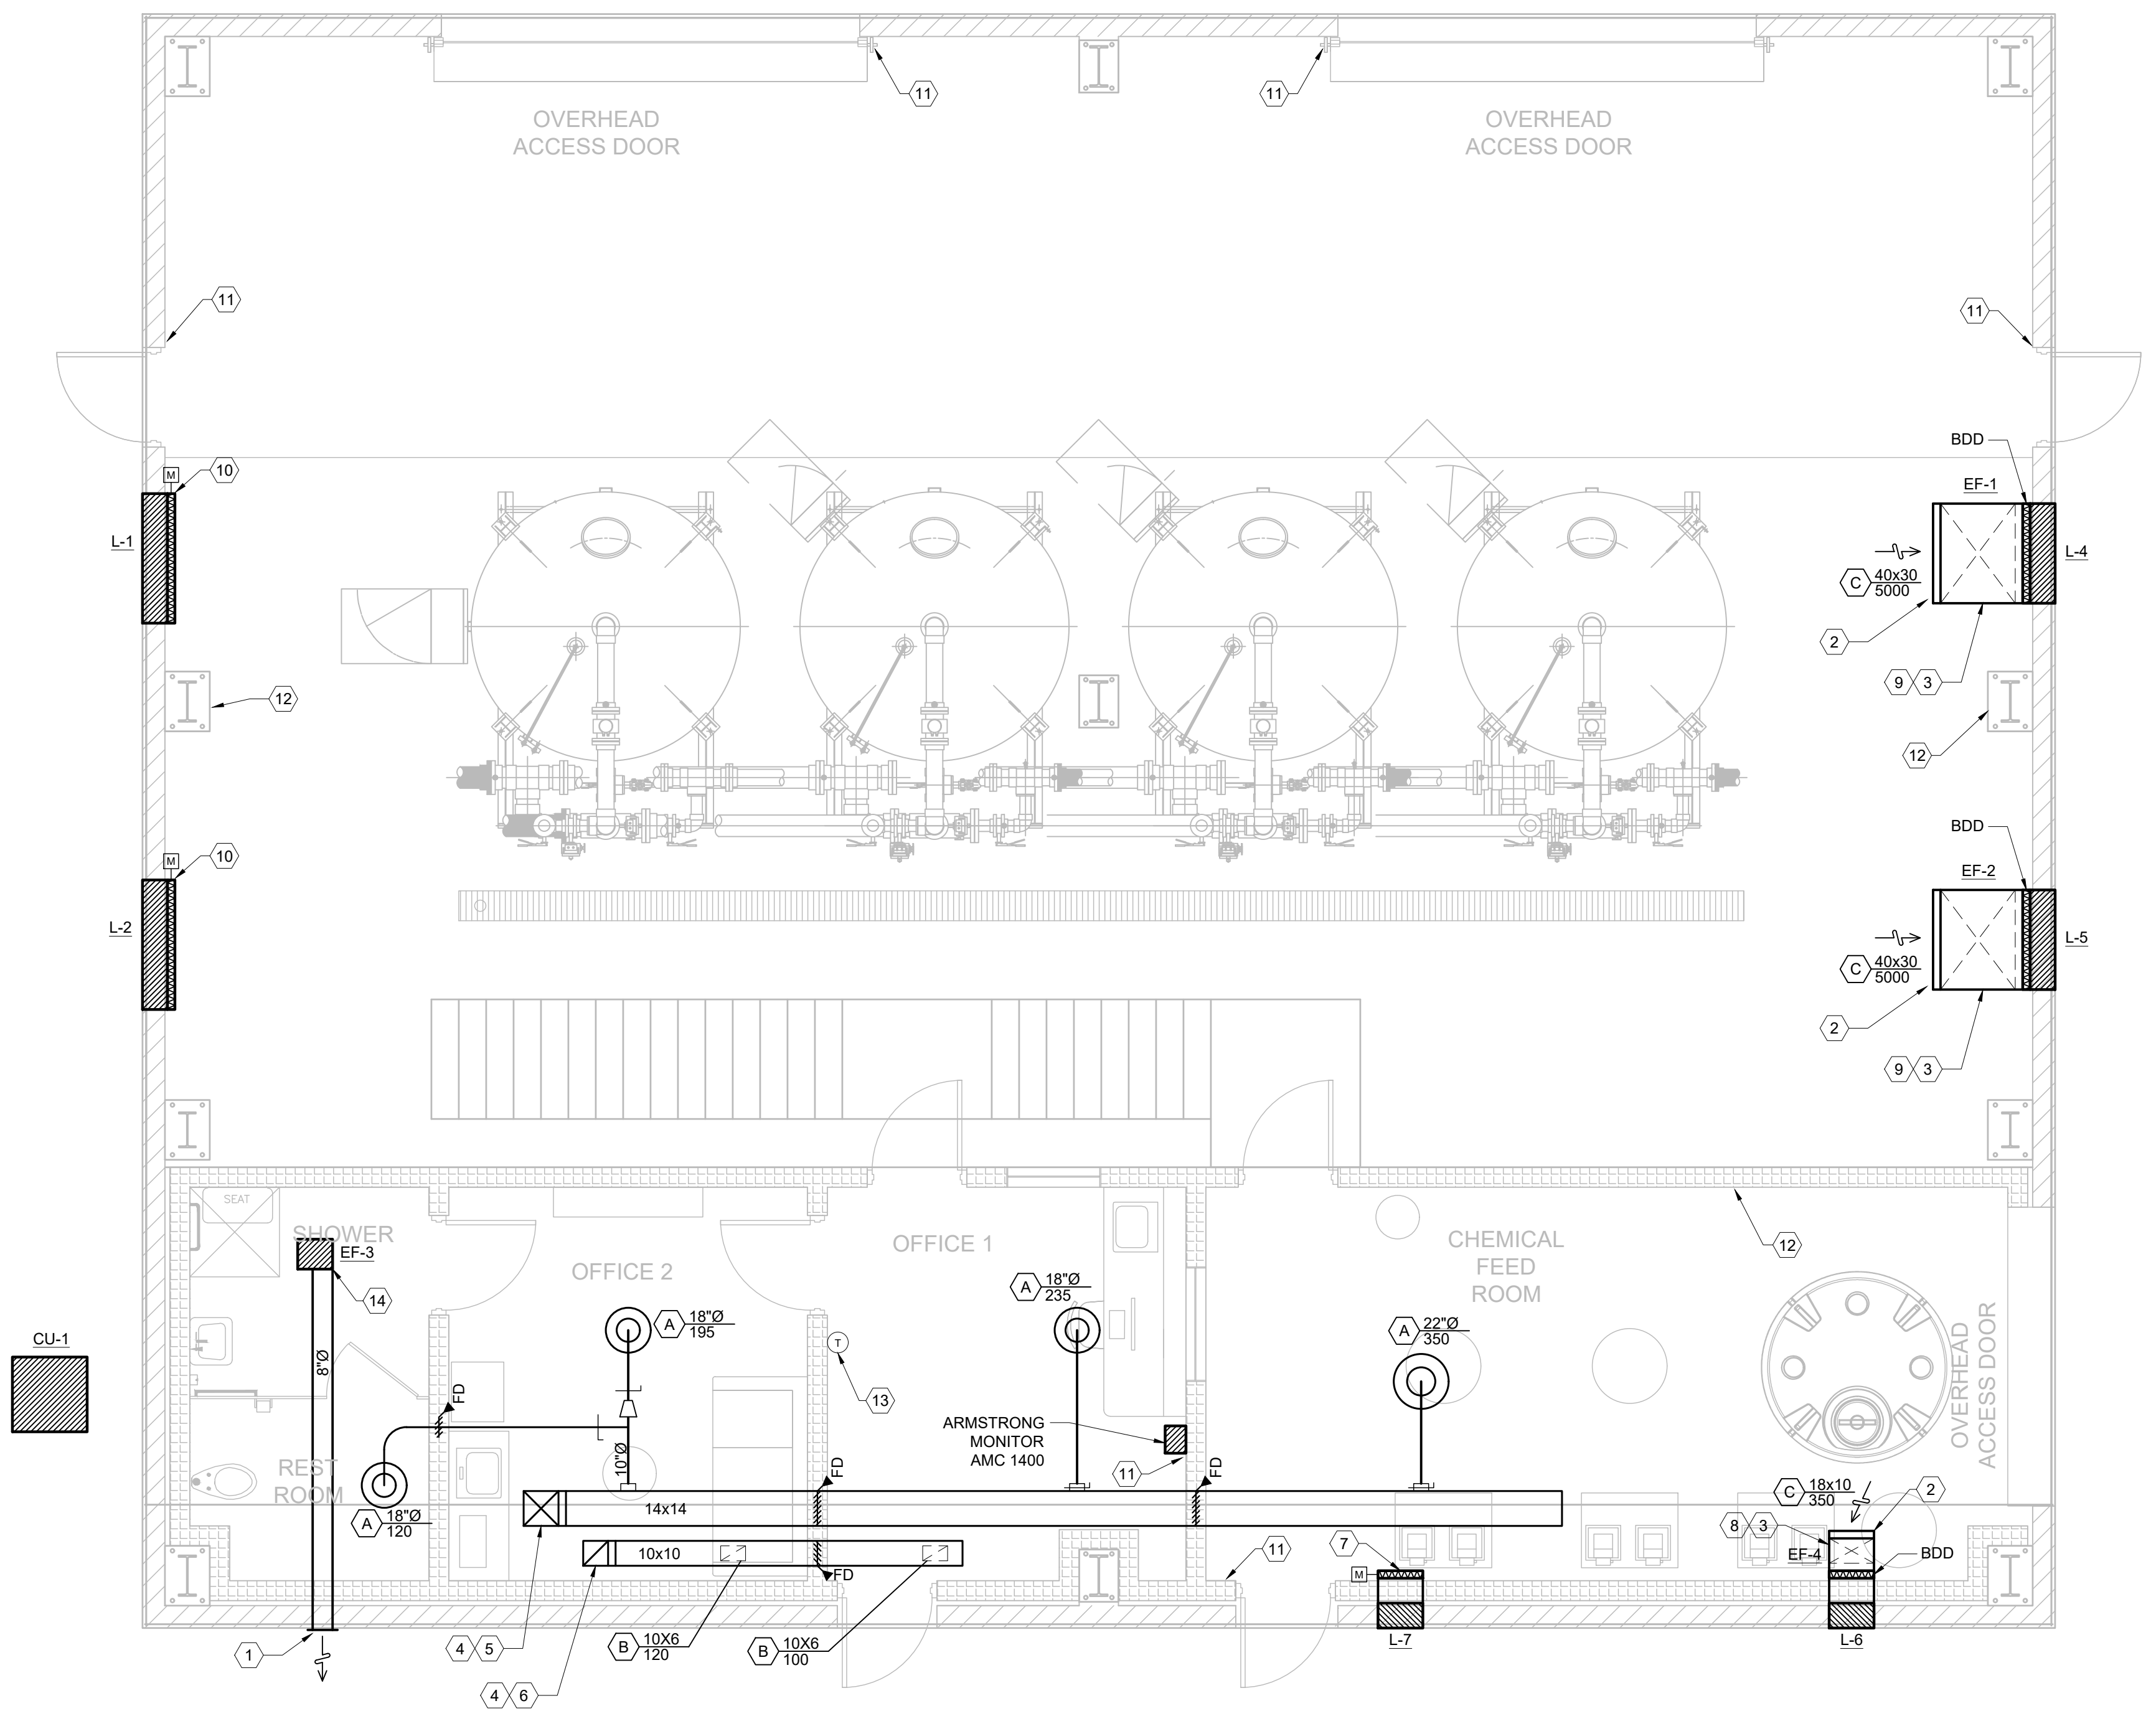 11
11
OVERHEAD
ACCESS DOOR
OVERHEAD
ACCESS DOOR
11
11
BDD
M
10
EF-1
L-1
L-4
C
40x30
5000
2
9
3
12
12
BDD
M
10
EF-2
L-2
L-5
C
40x30
5000
2
9
3
SEAT
SHOWER
EF-3
14
OFFICE 2
OFFICE 1
CHEMICAL
FEED
ROOM
12
A
18"Ø
235
A
18"Ø
195
T
13
A
22"Ø
350
OVERHEAD
ACCESS DOOR
CU-1
8"Ø
FD
ARMSTRONG
MONITOR
AMC 1400
11
REST
ROOM
10"Ø
FD
FD
A
18"Ø
120
14x14
C
18x10
350
2
8
3
EF-4
BDD
10x10
FD
7
M
11
1
4
5
B
10X6
120
B
10X6
100
L-7
L-6
4
6